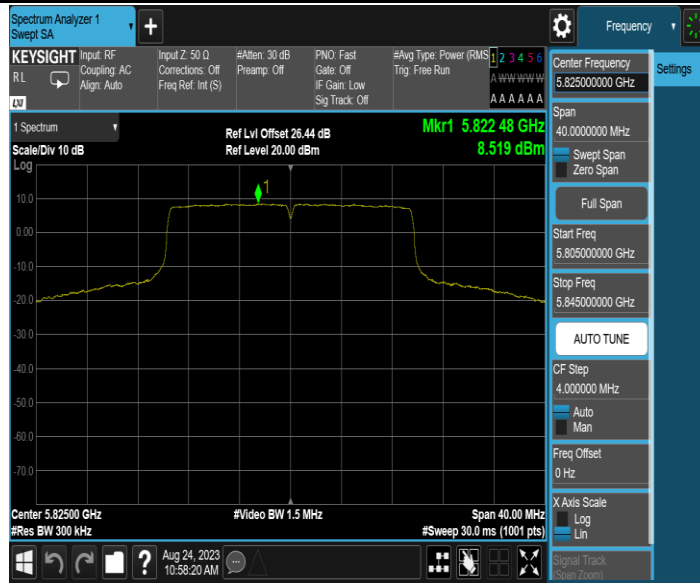 Spectrum Analyzer 1
Swept SA
+
Frequency
KEYSIGHT
RL
LXI
Input: RF
Coupling: AC
Align: Auto
Input Z: 50 Ω
Corrections: Off
Freq Ref: Int (S)
#Atten: 30 dB
Preamp: Off
PNO: Fast
Gate: Off
IF Gain: Low
Sig Track: Off
#Avg Type: Power (RMS
Trig: Free Run
1 2 3 4 5 6
A W W W W W
A A A A A A
1 Spectrum
Scale/Div 10 dB
Log
Ref Lvl Offset 26.44 dB
Ref Level 20.00 dBm
Mkr1 5.822 48 GHz
8.519 dBm
1
10.0
0.00
-10.0
-20.0
-30.0
-40.0
-50.0
-60.0
-70.0
Center 5.82500 GHz
#Res BW 300 kHz
#Video BW 1.5 MHz
Span 40.00 MHz
#Sweep 30.0 ms (1001 pts)
Center Frequency
5.825000000 GHz
Settings
Span
40.0000000 MHz
Swept Span
Zero Span
Full Span
Start Freq
5.805000000 GHz
Stop Freq
5.845000000 GHz
AUTO TUNE
CF Step
4.000000 MHz
Auto
Man
Freq Offset
0 Hz
X Axis Scale
Log
Lin
Signal Track
(Span Zoom)
?
Aug 24, 2023
10:58:20 AM